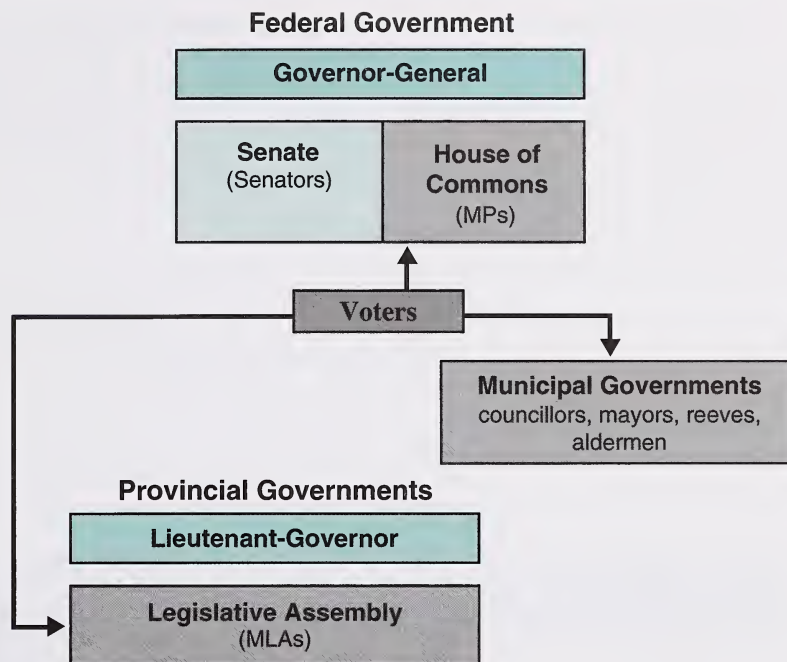 Federal Government
Governor-General
Senate
(Senators)
House of
Commons
(MPs)
Voters
Municipal Governments
councillors, mayors, reeves,
aldermen
Provincial Governments
Lieutenant-Governor
Legislative Assembly
(MLAs)